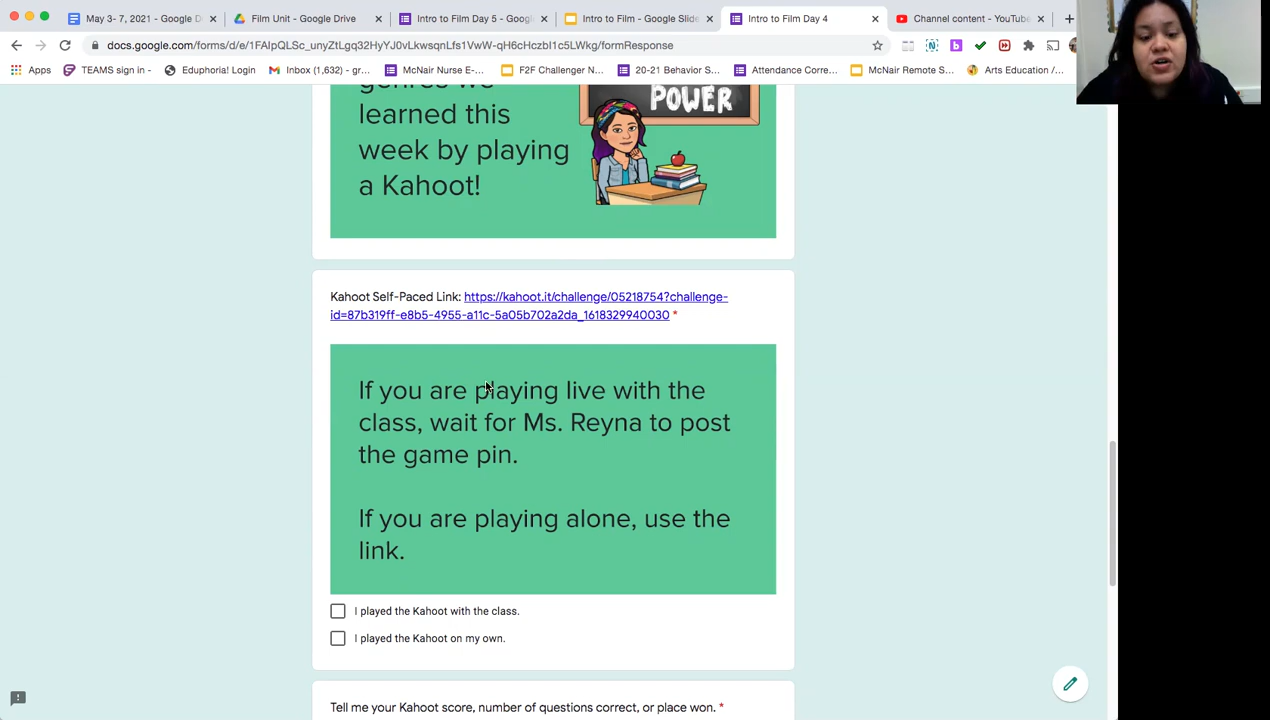 May 3- 7, 2021 - Google D
Film Unit - Google Drive
Intro to Film Day 5 - Googl
Intro to Film - Google Slide
Intro to Film Day 4
Channel content - YouTube
docs.google.com/forms/d/e/1FAIpQLSc_unyZtLgq32HyYJ0vLkwsqnLfs1VwW-qH6cHczbI1c5LWkg/formResponse
Apps
TEAMS sign in -
Eduphoria! Login
Inbox (1,632) - gr...
McNair Nurse E-...
F2F Challenger N...
20-21 Behavior S...
Attendance Corre...
McNair Remote S...
Arts Education /...
genres we
learned this
week by playing
a Kahoot!
POWER
Kahoot Self-Paced Link: https://kahoot.it/challenge/05218754?challenge-
id=87b319ff-e8b5-4955-a11c-5a05b702a2da_1618329940030 *
If you are playing live with the
class, wait for Ms. Reyna to post
the game pin.
If you are playing alone, use the
link.
I played the Kahoot with the class.
I played the Kahoot on my own.
Tell me your Kahoot score, number of questions correct, or place won. *